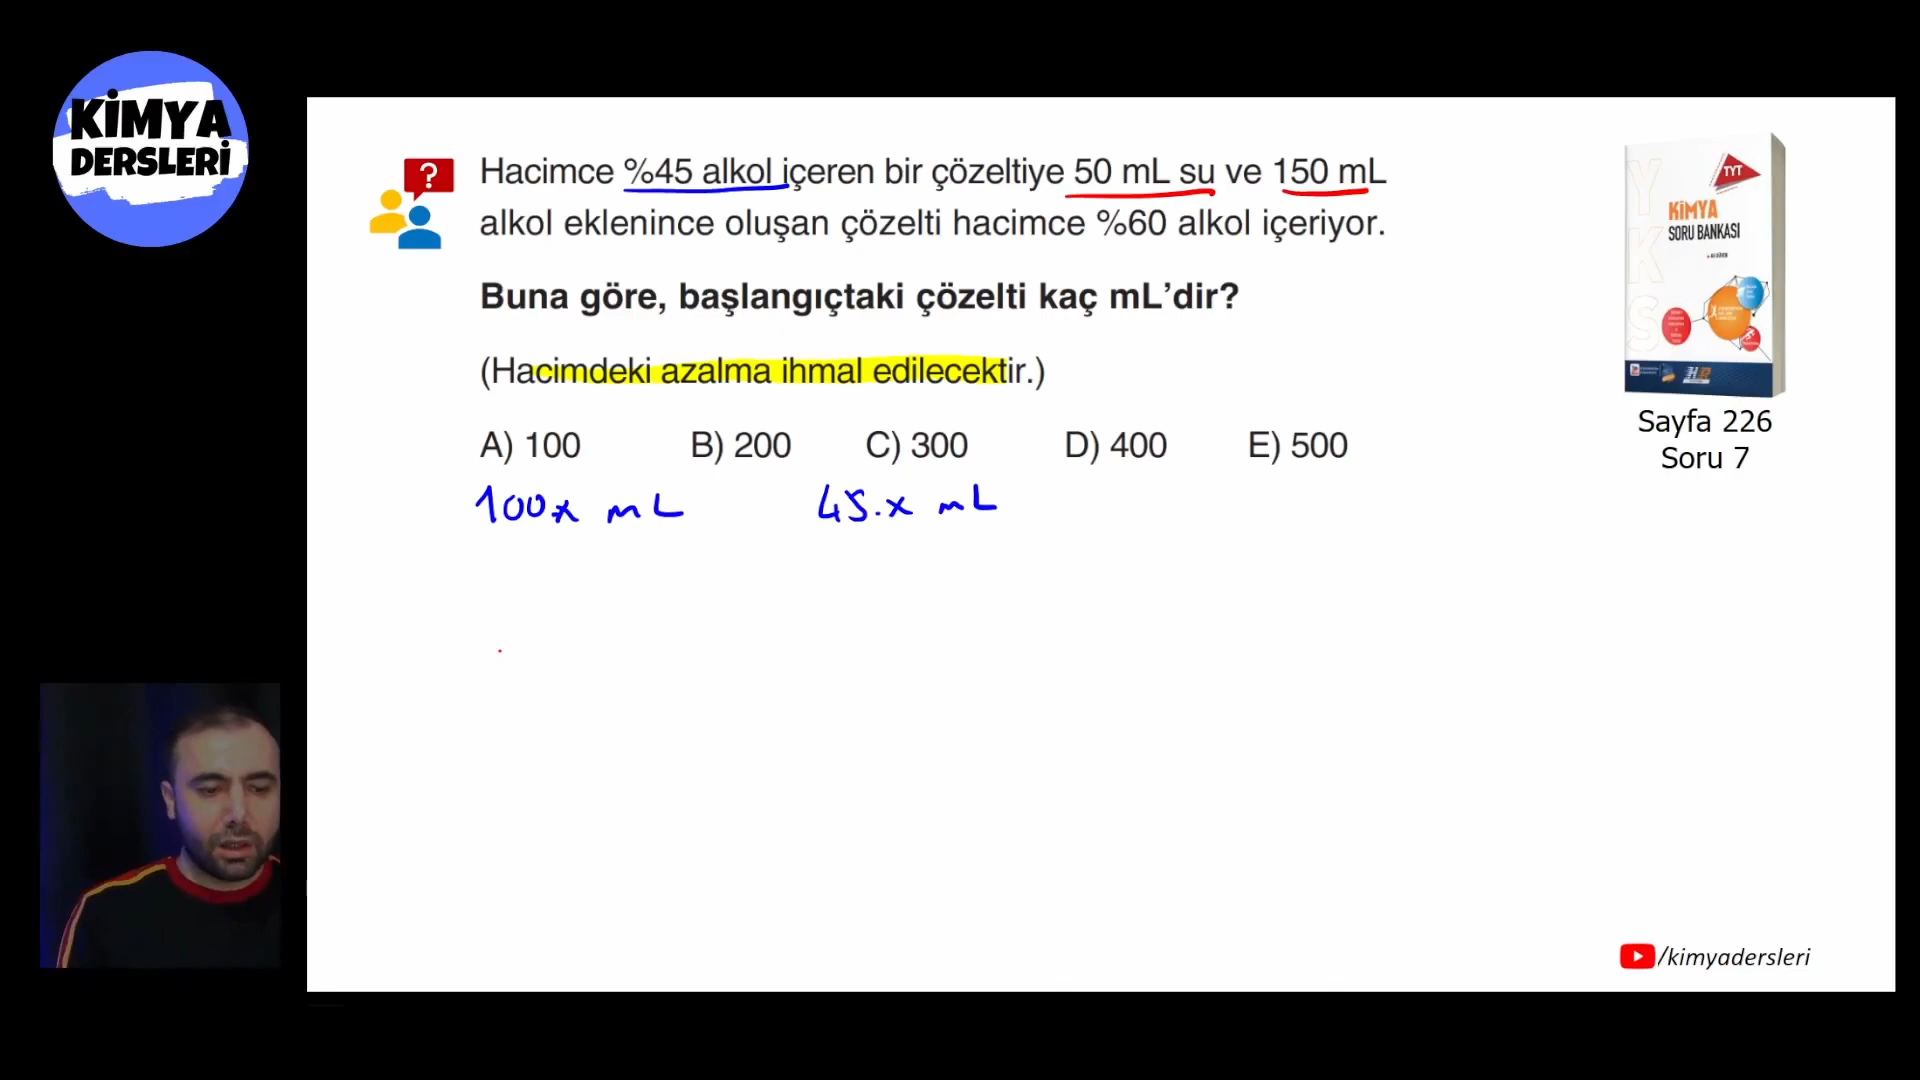 KİMYA
DERSLERİ
?
Hacimce %45 alkol içeren bir çözeltiye 50 mL su ve 150 mL
alkol eklenince oluşan çözelti hacimce %60 alkol içeriyor.
Buna göre, başlangıçtaki çözelti kaç mL’dir?
(Hacimdeki azalma ihmal edilecektir.)
A) 100 B) 200 C) 300 D) 400 E) 500
100x mL 45.x mL
YKS
TYT
KİMYA
SORU BANKASI
Sayfa 226
Soru 7
/kimyadersleri